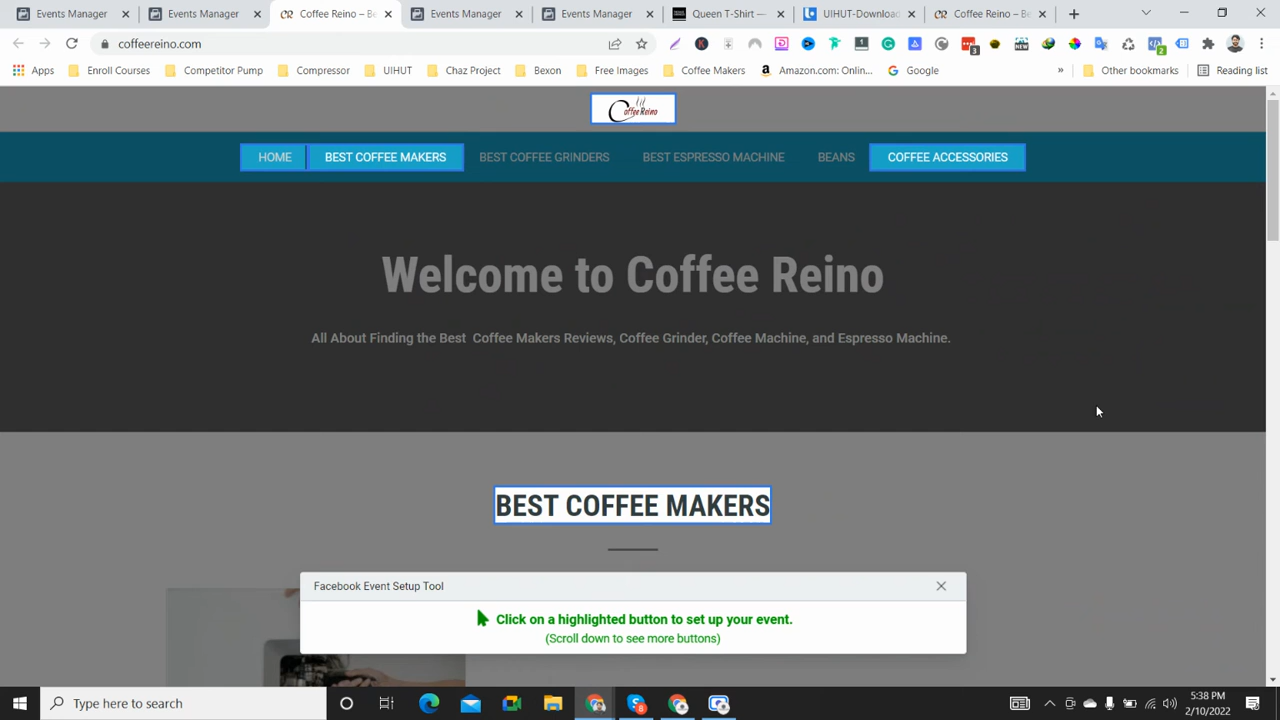 Events Manager
Events Manager
Coffee Reino – Be
Events Manager
Events Manager
Queen T-Shirt —
UIHUT-Download
Coffee Reino – Be
coffeereino.com
Apps
Enroll Courses
Competitor Pump
Compressor
UIHUT
Chaz Project
Bexon
Free Images
Coffee Makers
Amazon.com: Onlin...
Google
»
Other bookmarks
Reading list
Coffee Reino
HOME
BEST COFFEE MAKERS
BEST COFFEE GRINDERS
BEST ESPRESSO MACHINE
BEANS
COFFEE ACCESSORIES
Welcome to Coffee Reino
All About Finding the Best Coffee Makers Reviews, Coffee Grinder, Coffee Machine, and Espresso Machine.
BEST COFFEE MAKERS
Facebook Event Setup Tool
Click on a highlighted button to set up your event.
(Scroll down to see more buttons)
Type here to search
5:38 PM
2/10/2022